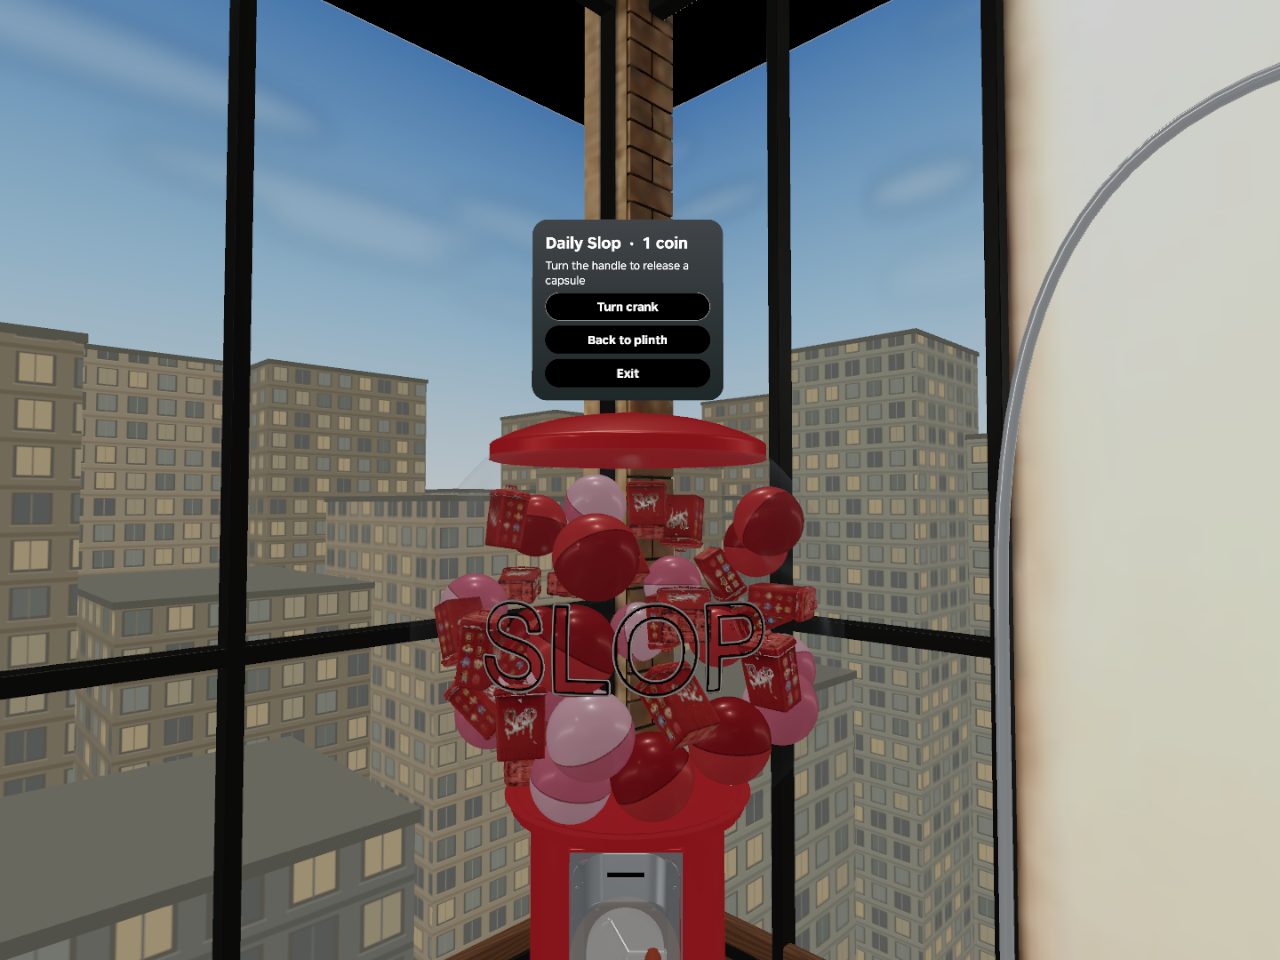 Daily Slop · 1 coin
Turn the handle to release a
capsule
Turn crank
Back to plinth
Exit
SLOP